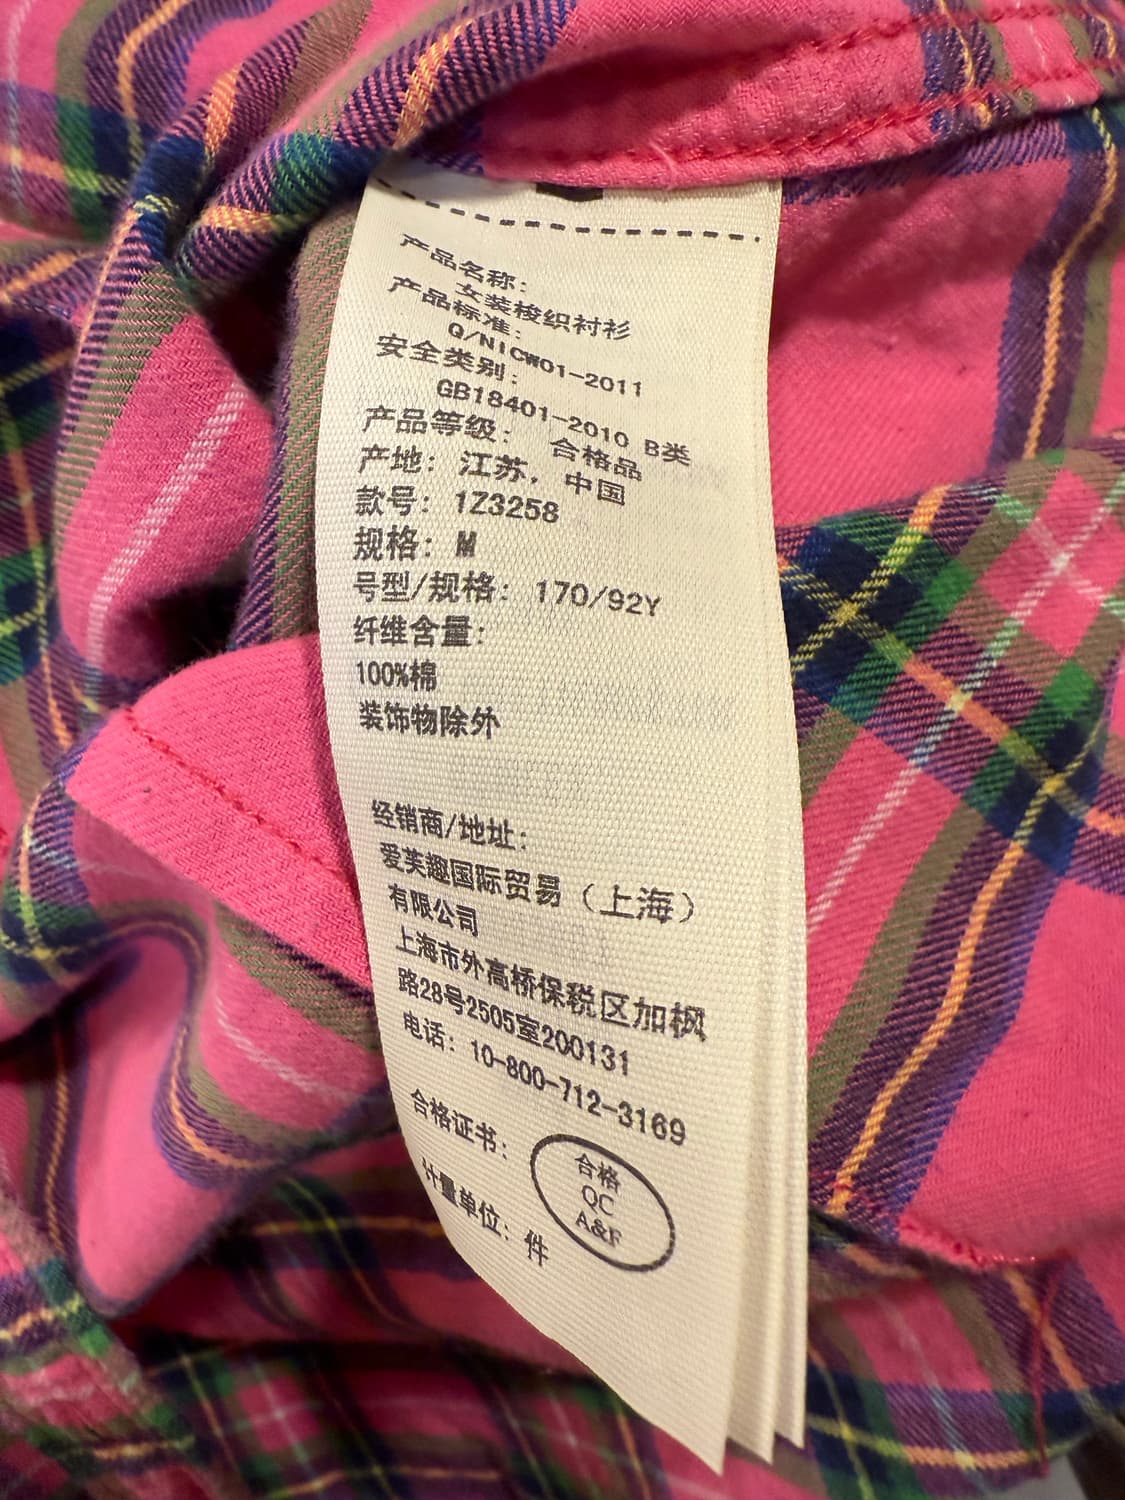 产品名称:
女装梭织衬衫
产品标准:
Q/NICW01-2011
安全类别:
GB18401-2010 B类
产品等级: 合格品
产地: 江苏, 中国
款号: 1Z3258
规格: M
号型/规格: 170/92Y
纤维含量:
100%棉
装饰物除外
经销商/地址:
爱芙趣国际贸易(上海)
有限公司
上海市外高桥保税区加枫
路28号2505室200131
电话: 10-800-712-3169
合格证书:
合格
QC
A&F
计量单位: 件